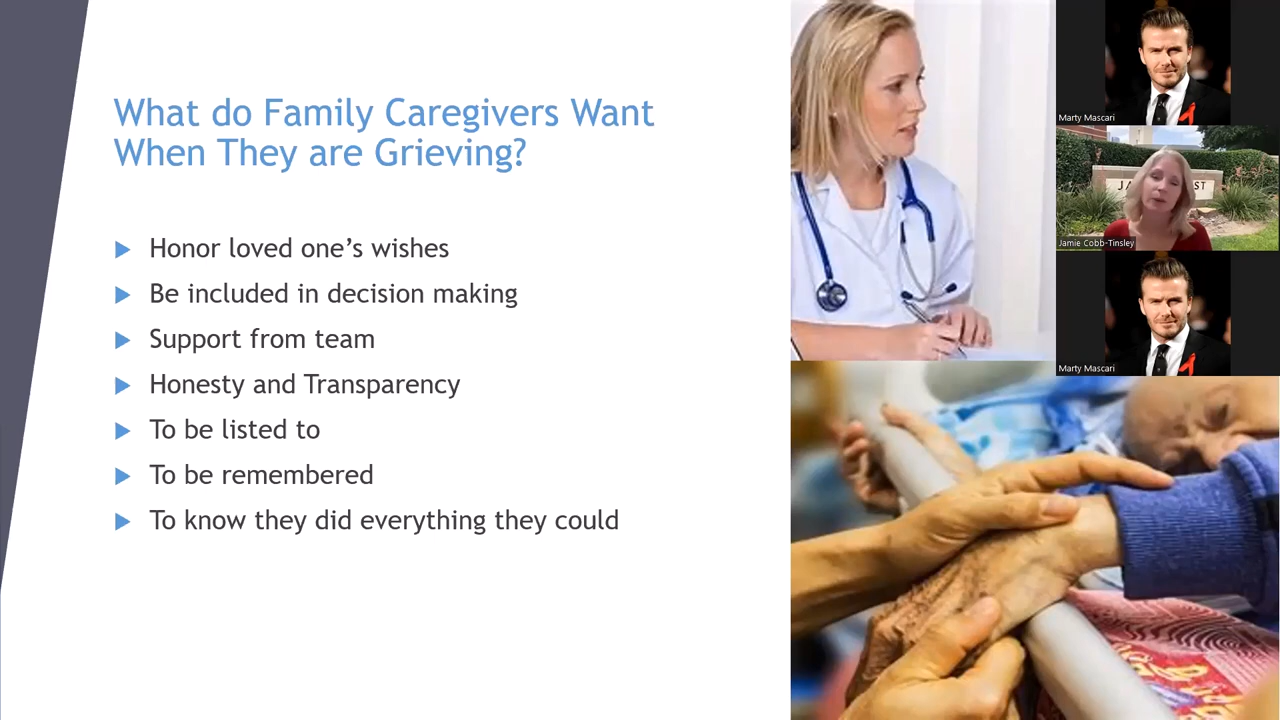 What do Family Caregivers Want
When They are Grieving?
Honor loved one’s wishes
Be included in decision making
Support from team
Honesty and Transparency
To be listed to
To be remembered
To know they did everything they could
Marty Mascari
Jamie Cobb-Tinsley
Marty Mascari